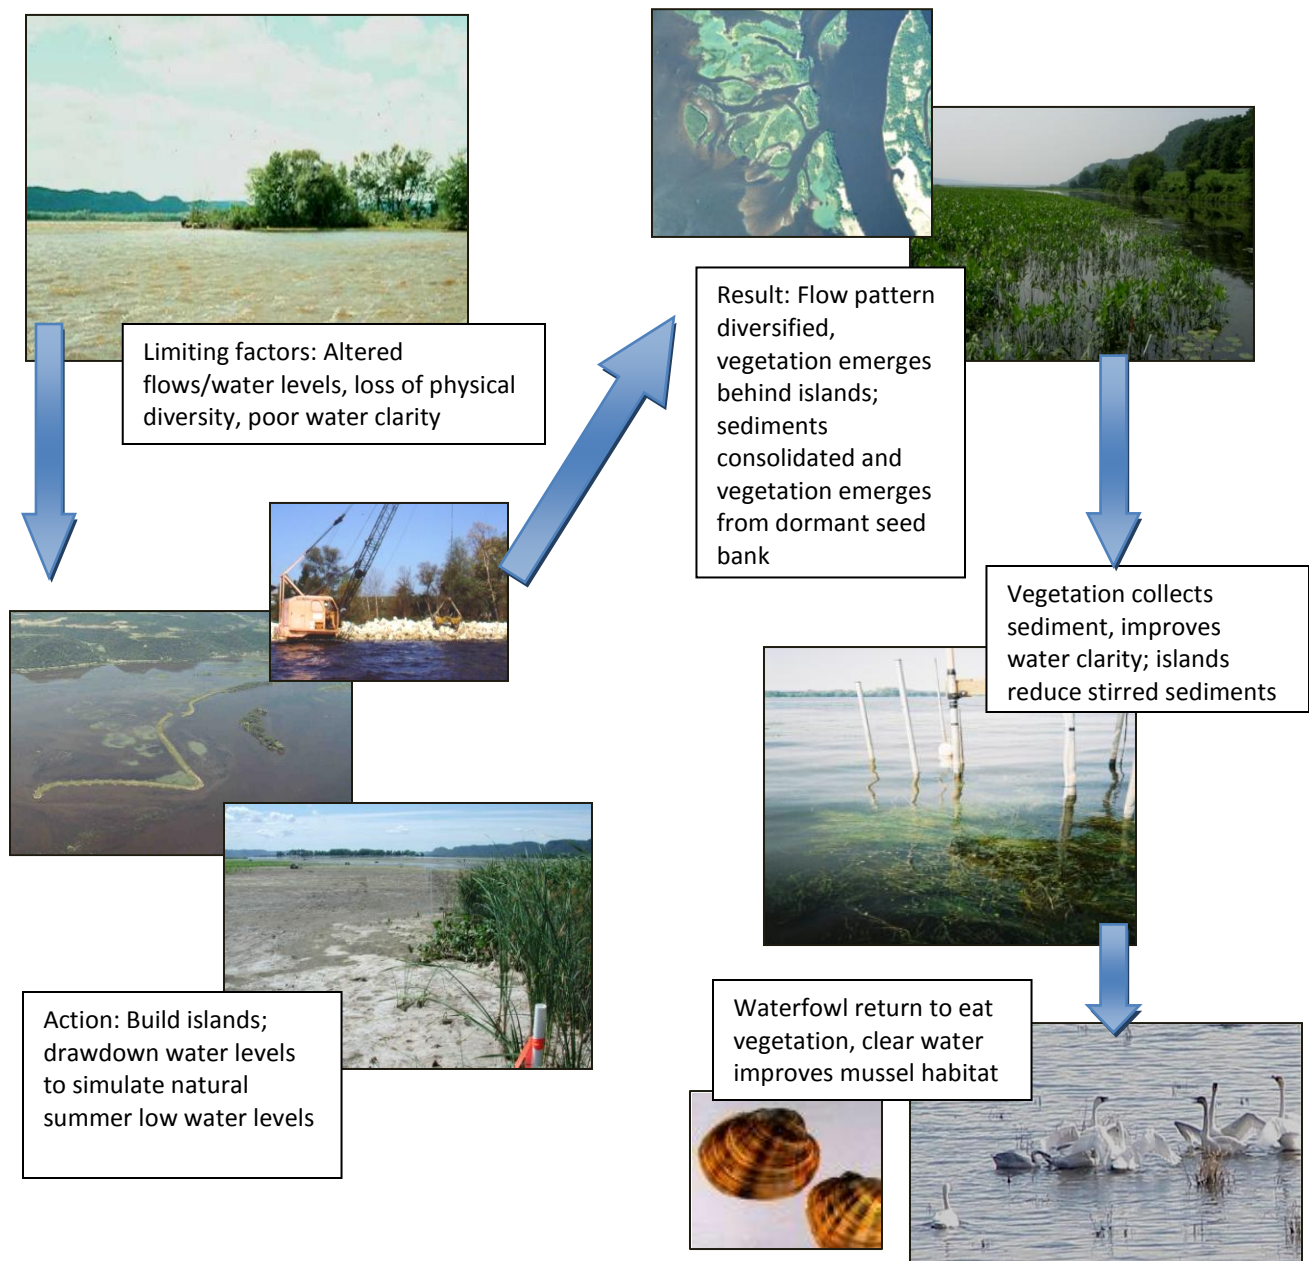 Limiting factors: Altered
flows/water levels, loss of physical
diversity, poor water clarity
Action: Build islands;
drawdown water levels
to simulate natural
summer low water levels
Result: Flow pattern
diversified,
vegetation emerges
behind islands;
sediments
consolidated and
vegetation emerges
from dormant seed
bank
Vegetation collects
sediment, improves
water clarity; islands
reduce stirred sediments
Waterfowl return to eat
vegetation, clear water
improves mussel habitat